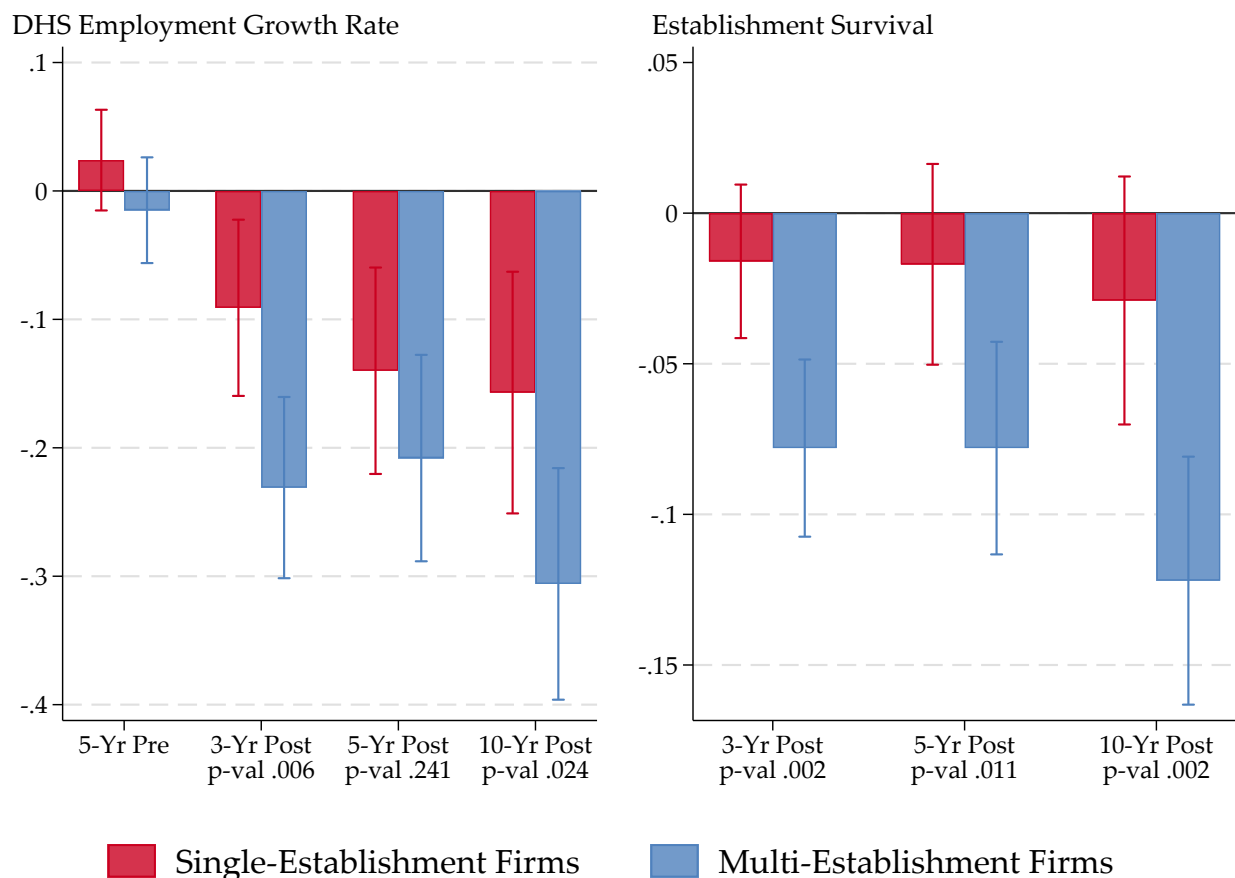 DHS Employment Growth Rate
.1
0
-.1
-.2
-.3
-.4
5-Yr Pre
3-Yr Post
p-val .006
5-Yr Post
p-val .241
10-Yr Post
p-val .024
Establishment Survival
.05
0
-.05
-.1
-.15
3-Yr Post
p-val .002
5-Yr Post
p-val .011
10-Yr Post
p-val .002
Single-Establishment Firms
Multi-Establishment Firms